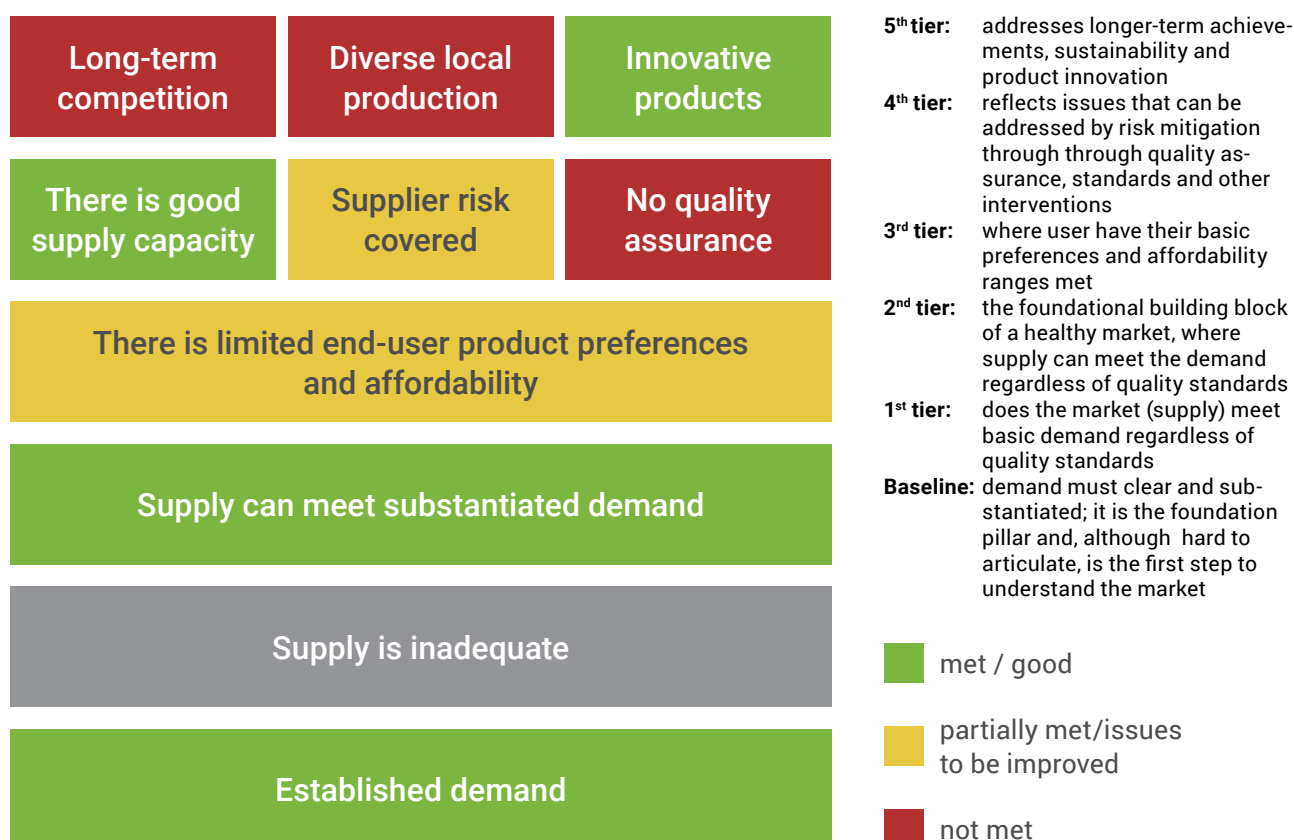 Long-term
competition
Diverse local
production
Innovative
products
There is good
supply capacity
Supplier risk
covered
No quality
assurance
There is limited end-user product preferences
and affordability
Supply can meet substantiated demand
Supply is inadequate
Established demand
5th tier: addresses longer-term achieve-
ments, sustainability and
product innovation
4th tier: reflects issues that can be
addressed by risk mitigation
through through quality as-
surance, standards and other
interventions
3rd tier: where user have their basic
preferences and affordability
ranges met
2nd tier: the foundational building block
of a healthy market, where
supply can meet the demand
regardless of quality standards
1st tier: does the market (supply) meet
basic demand regardless of
quality standards
Baseline: demand must clear and sub-
stantiated; it is the foundation
pillar and, although hard to
articulate, is the first step to
understand the market
met / good
partially met/issues
to be improved
not met